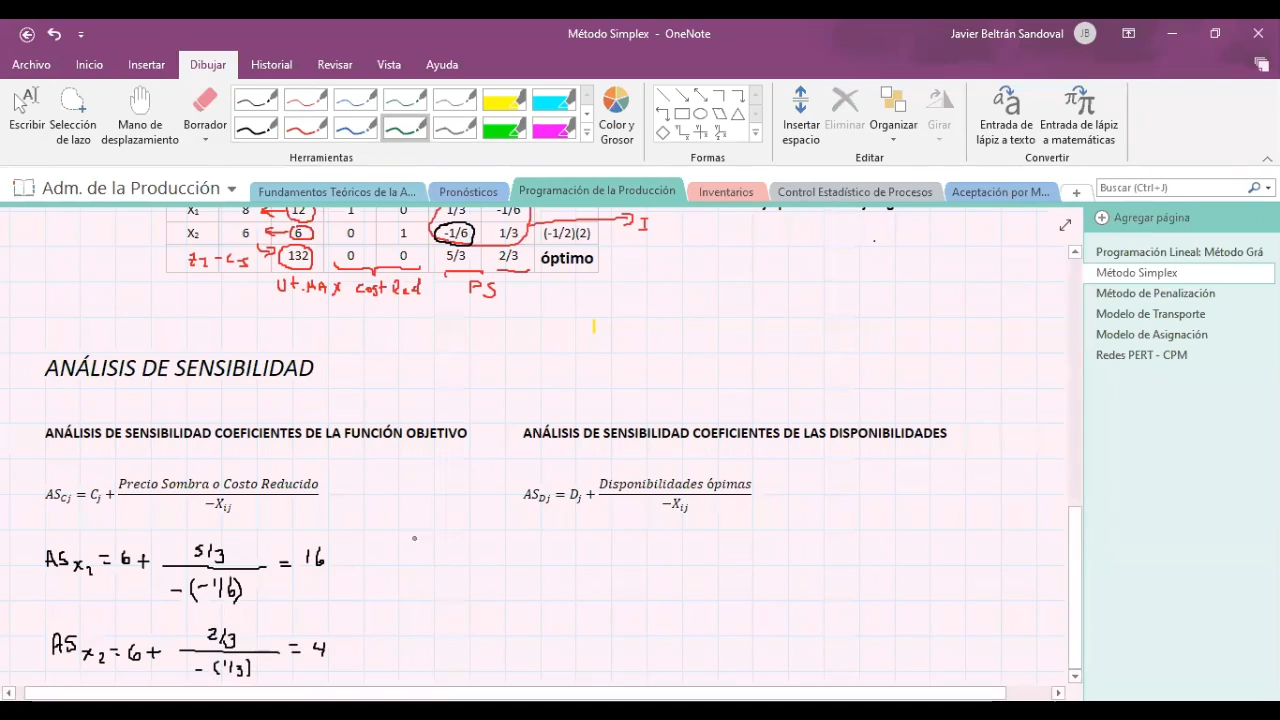 Método Simplex - OneNote
Javier Beltrán Sandoval JB
Archivo Inicio Insertar Dibujar Historial Revisar Vista Ayuda
Escribir
Selección de lazo
Mano de desplazamiento
Borrador
Color y Grosor
Insertar espacio
Eliminar
Organizar
Girar
Entrada de lápiz a texto
Entrada de lápiz a matemáticas
Herramientas Formas Editar Convertir
Adm. de la Producción
Fundamentos Teóricos de la A...
Pronósticos
Programación de la Producción
Inventarios
Control Estadístico de Procesos
Aceptación por M...
Buscar (Ctrl+J)
Agregar página
Programación Lineal: Método Grá
Método Simplex
Método de Penalización
Modelo de Transporte
Modelo de Asignación
Redes PERT - CPM
X₁ 8 12 1 0 1/3 -1/6
X₂ 6 6 0 1 -1/6 1/3 (-1/2)(2)
I
Zj - Cj 132 0 0 5/3 2/3 óptimo
Ut. MAX Cost Red PS
ANÁLISIS DE SENSIBILIDAD
ANÁLISIS DE SENSIBILIDAD COEFICIENTES DE LA FUNCIÓN OBJETIVO
AS_Cj = Cj + Precio Sombra o Costo Reducido / -Xij
AS x₂ = 6 + 5/3 / -(-1/6) = 16
AS x₂ = 6 + 2/3 / -(1/3) = 4
ANÁLISIS DE SENSIBILIDAD COEFICIENTES DE LAS DISPONIBILIDADES
AS_Dj = Dj + Disponibilidades ópimas / -Xij